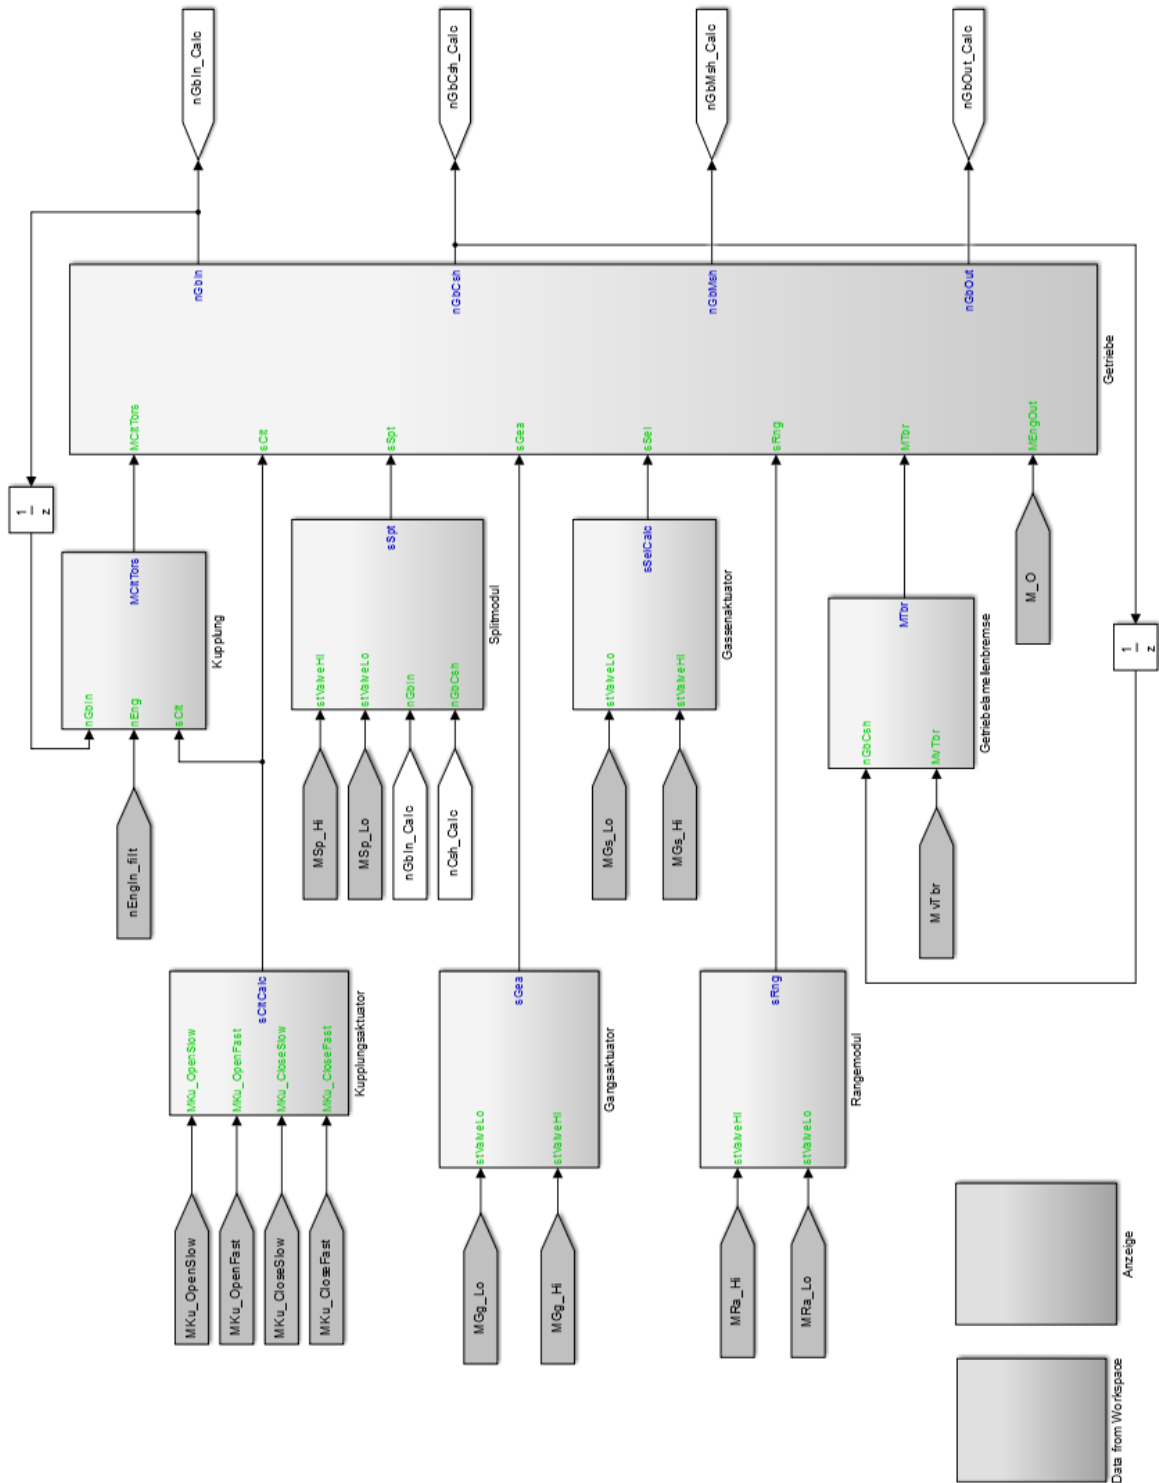 MKu_OpenSlow
MKu_OpenFast
MKu_CloseSlow
MKu_CloseFast
MKu_OpenSlow
MKu_OpenFast
MKu_CloseSlow
MKu_CloseFast
sCltCalc
Kupplungsaktuator
nEngIn_filt
nGbIn
nEng
sClt
MCltTors
Kupplung
1
z
MSp_Hi
MSp_Lo
nGbIn_Calc
nCsh_Calc
stValveHi
stValveLo
nGbIn
nGbCsh
sSpt
Splitmodul
MGg_Lo
MGg_Hi
stValveLo
stValveHi
sGea
Gangsaktuator
MGs_Lo
MGs_Hi
stValveLo
stValveHi
sSelCalc
Gassenaktuator
MRa_Hi
MRa_Lo
stValveHi
stValveLo
sRng
Rangemodul
MvTbr
nGbCsh
MvTbr
MTbr
Getriebelamellenbremse
M_O
1
z
MCltTors
sClt
sSpt
sGea
sSel
sRng
MTbr
MEngOut
nGbIn
nGbCsh
nGbMsh
nGbOut
Getriebe
nGbIn_Calc
nGbCsh_Calc
nGbMsh_Calc
nGbOut_Calc
Data from Workspace
Anzeige